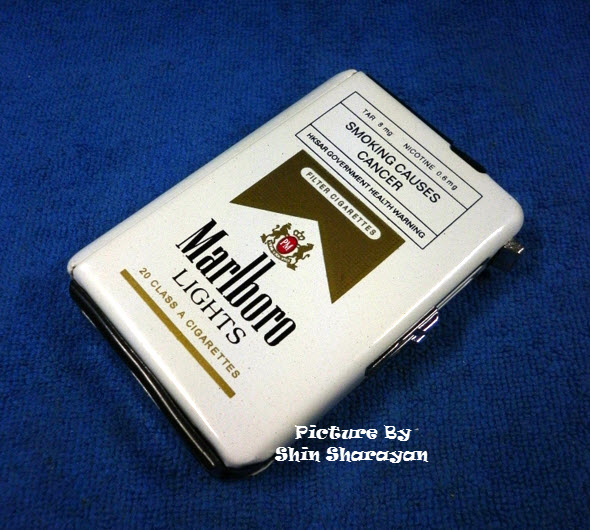 TAR 8 mg NICOTINE 0.6 mg
SMOKING CAUSES
CANCER
HKSAR GOVERNMENT HEALTH WARNING
FILTER CIGARETTES
PM
Marlboro
LIGHTS
20 CLASS A CIGARETTES
Picture By
Shin Sharayan